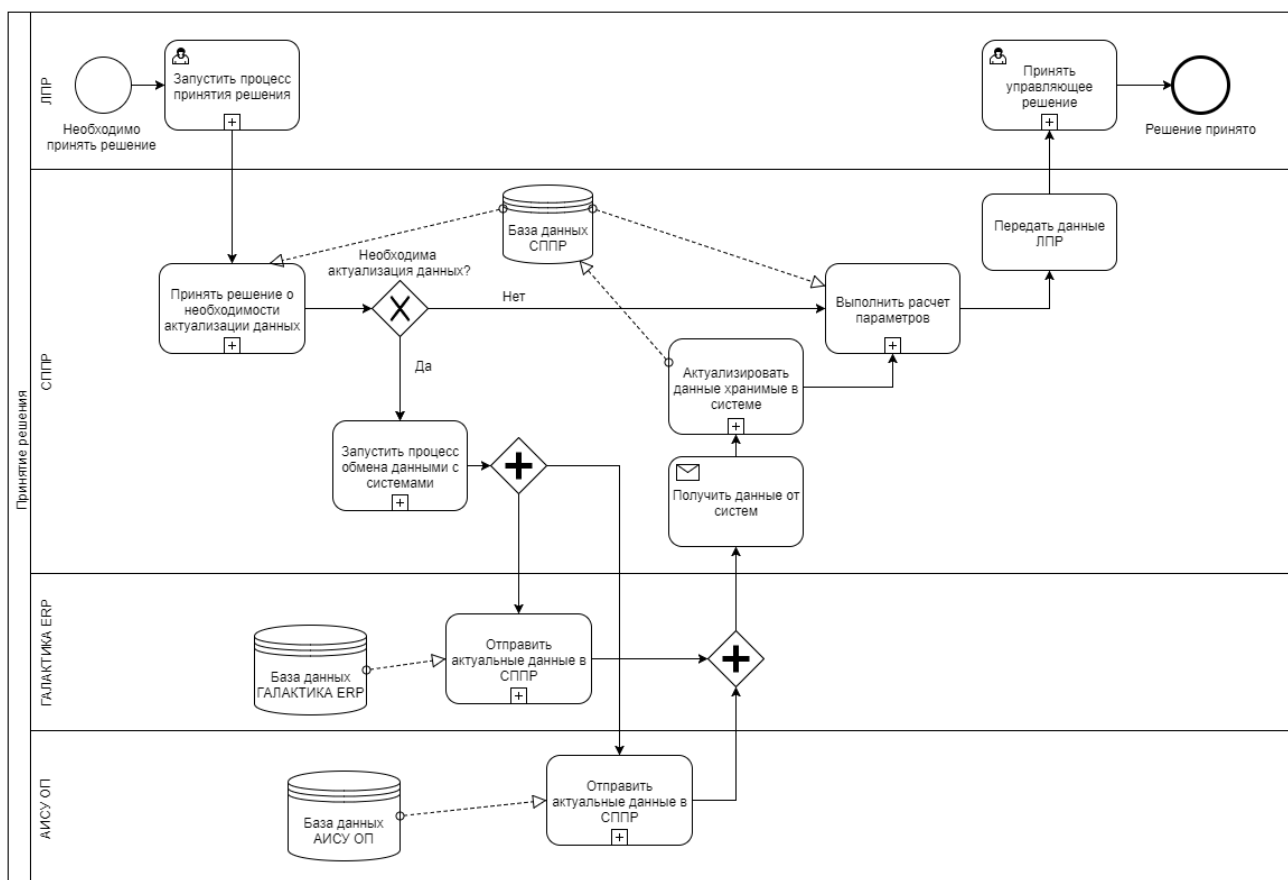 Принятие решения
ЛПР
Необходимо
принять решение
Запустить процесс
принятия решения
Принять
управляющее
решение
Решение принято
СППР
База данных
СППР
Передать данные
ЛПР
Необходима
актуализация данных?
Принять решение о
необходимости
актуализации данных
Нет
Выполнить расчет
параметров
Да
Актуализировать
данные хранимые в
системе
Запустить процесс
обмена данными с
системами
Получить данные от
систем
ГАЛАКТИКА ERP
База данных
ГАЛАКТИКА ERP
Отправить
актуальные данные в
СППР
АИСУ ОП
База данных
АИСУ ОП
Отправить
актуальные данные в
СППР